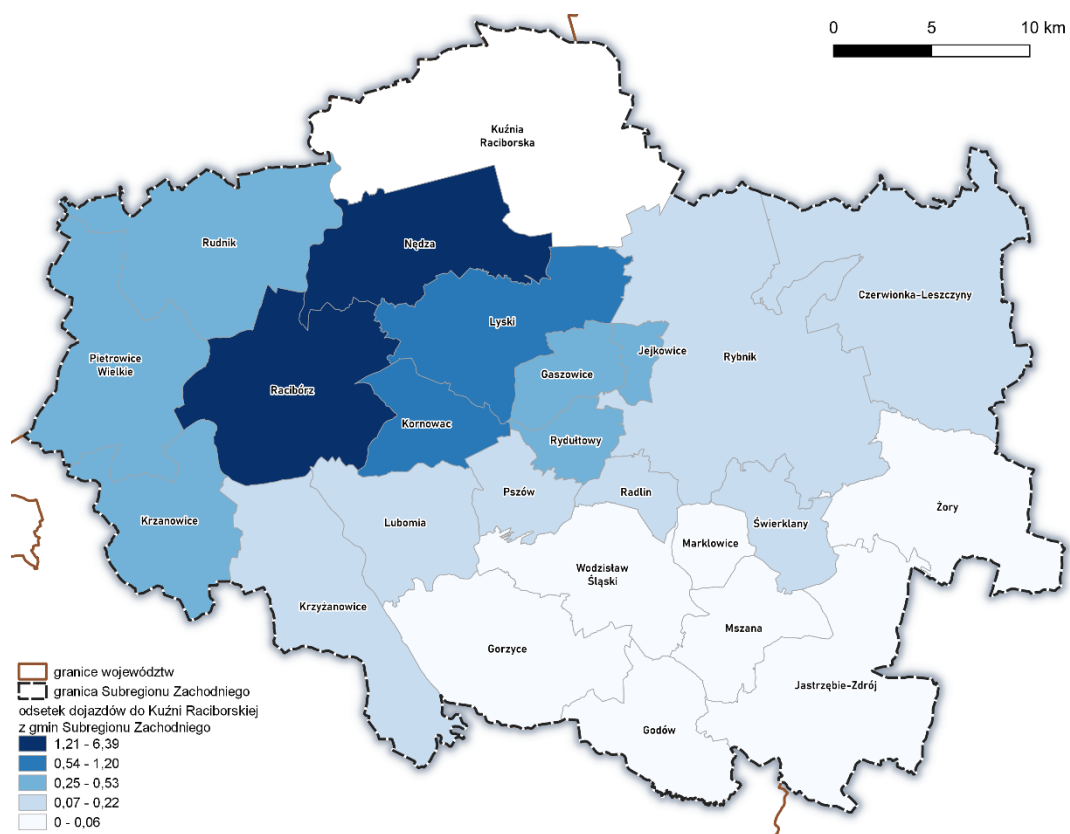 0 5 10 km
Kuźnia
Raciborska
Rudnik
Nędza
Czerwionka-Leszczyny
Lyski
Jejkowice
Rybnik
Pietrowice
Wielkie
Gaszowice
Racibórz
Kornowac
Rydułtowy
Pszów
Radlin
Żory
Krzanowice
Lubomia
Świerklany
Marklowice
Wodzisław
Śląski
Krzyżanowice
Mszana
Gorzyce
Jastrzębie-Zdrój
Godów
granice województw
granica Subregionu Zachodniego
odsetek dojazdów do Kuźni Raciborskiej
z gmin Subregionu Zachodniego
1,21 - 6,39
0,54 - 1,20
0,25 - 0,53
0,07 - 0,22
0 - 0,06